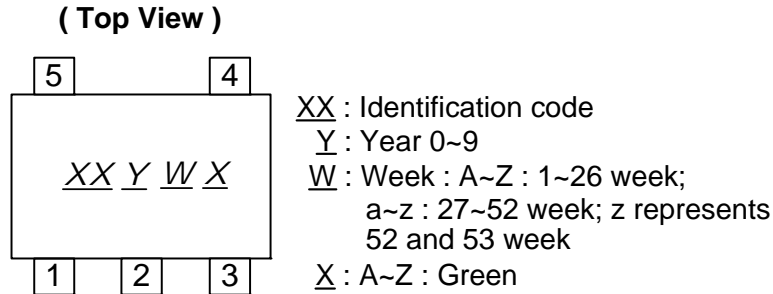 ( Top View )
5 4
XX Y W X
1 2 3
XX : Identification code
Y : Year 0~9
W : Week : A~Z : 1~26 week;
a~z : 27~52 week; z represents
52 and 53 week
X : A~Z : Green